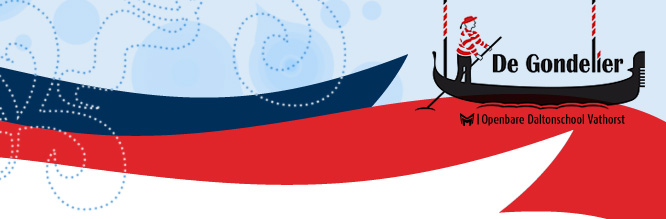 De Gondelier
Openbare Daltonschool Vathorst